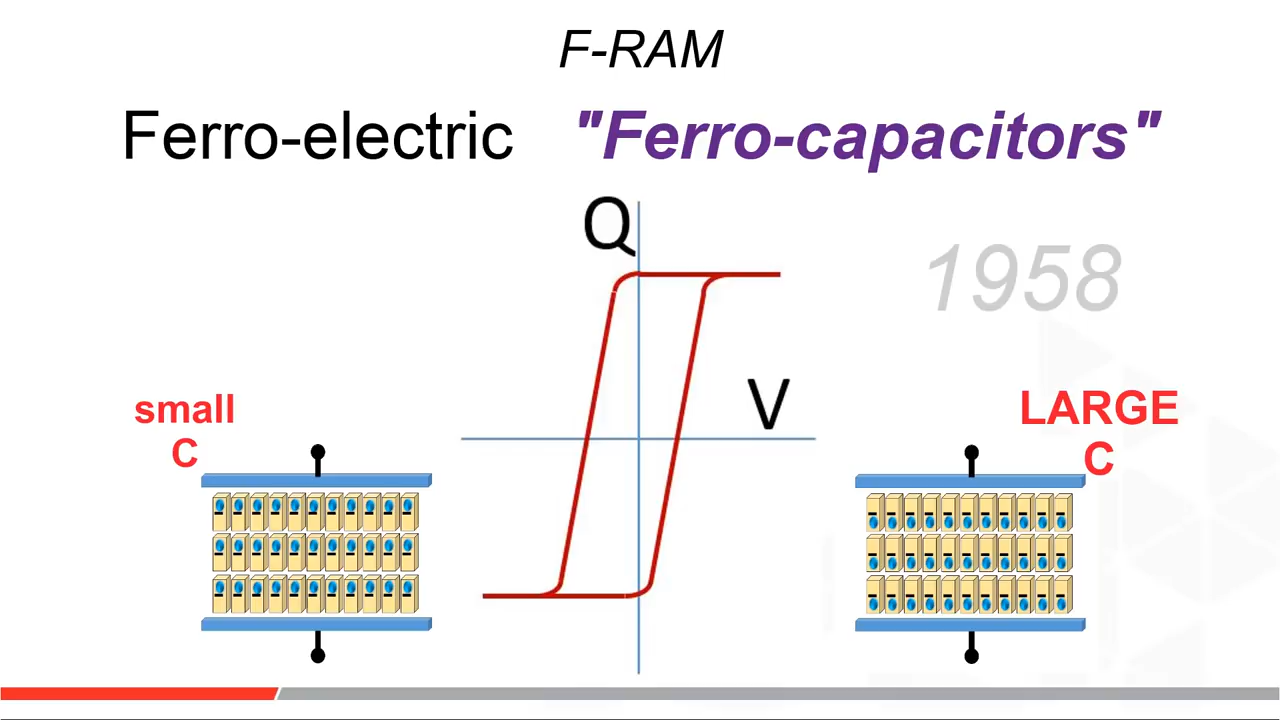 F-RAM
Ferro-electric "Ferro-capacitors"
Q
1958
V
small
C
LARGE
C